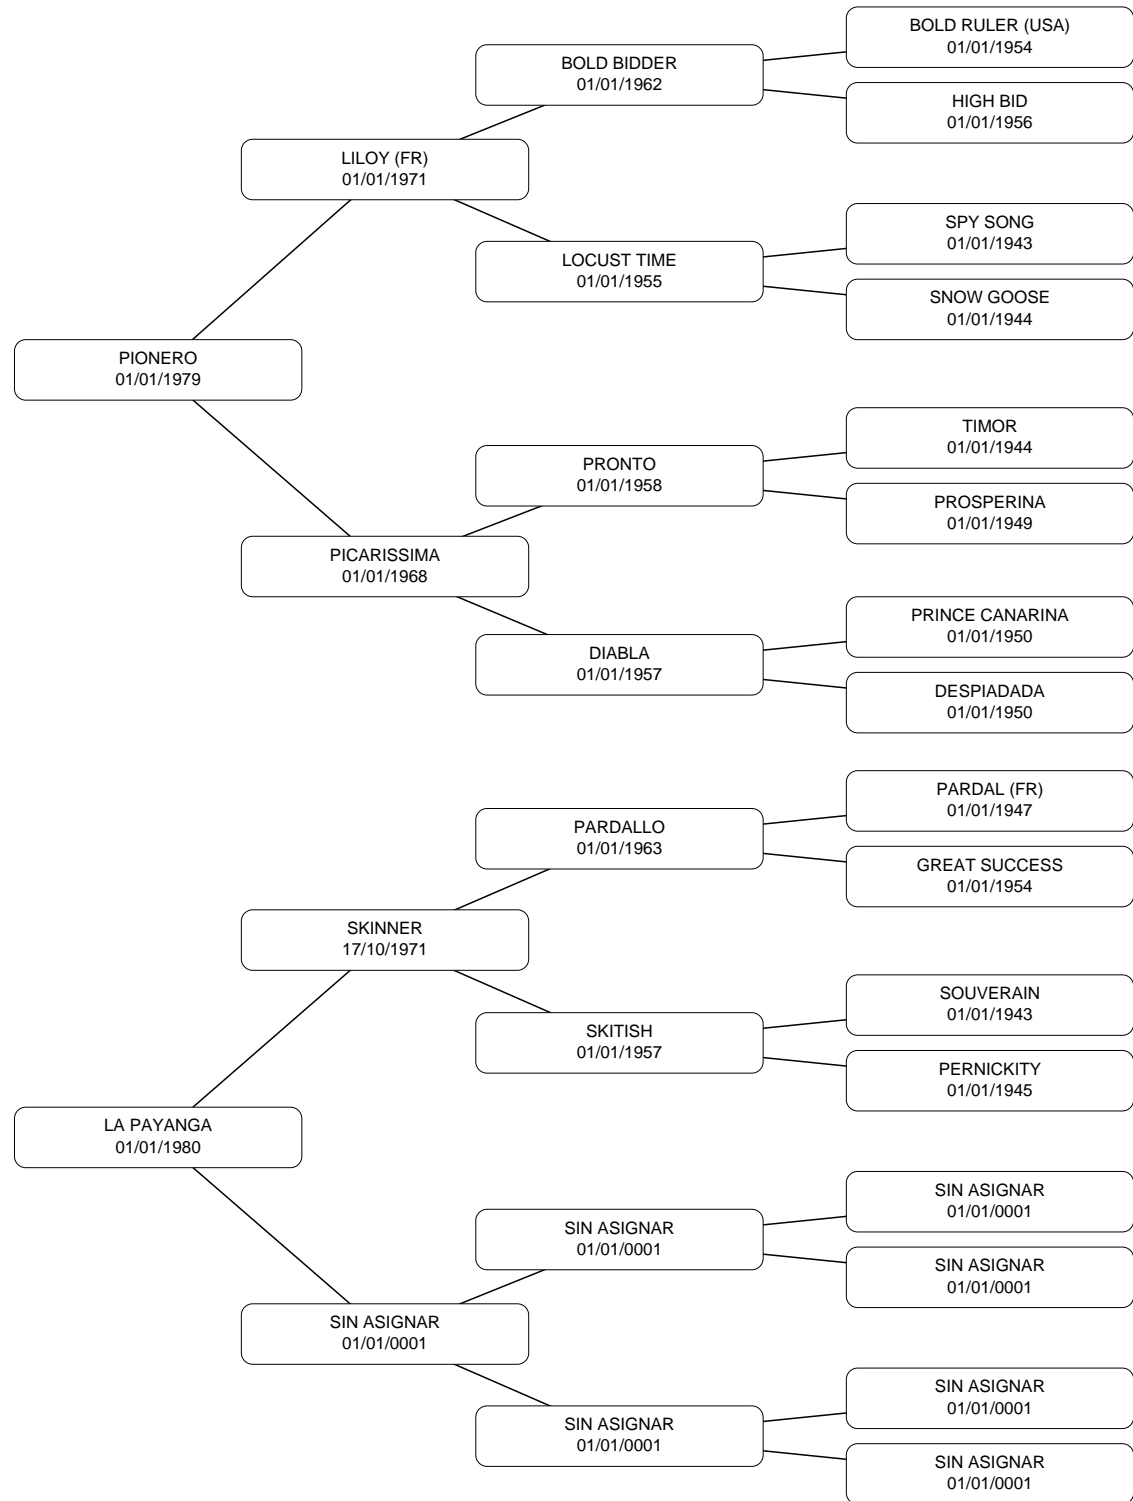 BOLD RULER (USA)
01/01/1954
BOLD BIDDER
01/01/1962
HIGH BID
01/01/1956
LILOY (FR)
01/01/1971
SPY SONG
01/01/1943
LOCUST TIME
01/01/1955
SNOW GOOSE
01/01/1944
PIONERO
01/01/1979
TIMOR
01/01/1944
PRONTO
01/01/1958
PROSPERINA
01/01/1949
PICARISSIMA
01/01/1968
PRINCE CANARINA
01/01/1950
DIABLA
01/01/1957
DESPIADADA
01/01/1950
PARDAL (FR)
01/01/1947
PARDALLO
01/01/1963
GREAT SUCCESS
01/01/1954
SKINNER
17/10/1971
SOUVERAIN
01/01/1943
SKITISH
01/01/1957
PERNICKITY
01/01/1945
LA PAYANGA
01/01/1980
SIN ASIGNAR
01/01/0001
SIN ASIGNAR
01/01/0001
SIN ASIGNAR
01/01/0001
SIN ASIGNAR
01/01/0001
SIN ASIGNAR
01/01/0001
SIN ASIGNAR
01/01/0001
SIN ASIGNAR
01/01/0001